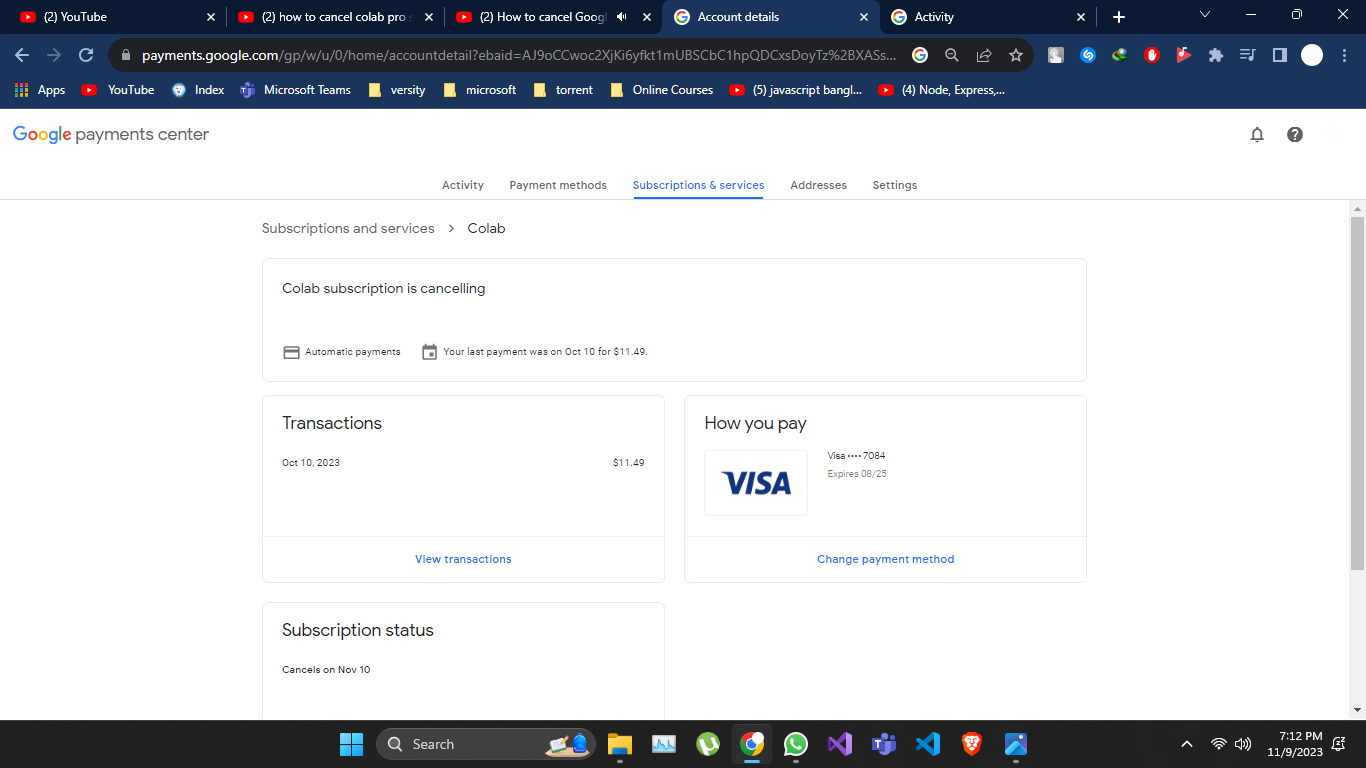 (2) YouTube
(2) how to cancel colab pro s
(2) How to cancel Googl
Account details
Activity
payments.google.com/gp/w/u/0/home/accountdetail?ebaid=AJ9oCCwoc2XjKi6yfkt1mUBSCbC1hpQDCxsDoyTz%2BXASs...
Apps
YouTube
Index
Microsoft Teams
versity
microsoft
torrent
Online Courses
(5) javascript bangl...
(4) Node, Express,...
Google payments center
Activity
Payment methods
Subscriptions & services
Addresses
Settings
Subscriptions and services > Colab
Colab subscription is cancelling
Automatic payments
Your last payment was on Oct 10 for $11.49.
Transactions
Oct 10, 2023 $11.49
View transactions
How you pay
VISA
Visa •••• 7084
Expires 08/25
Change payment method
Subscription status
Cancels on Nov 10
Search
7:12 PM
11/9/2023